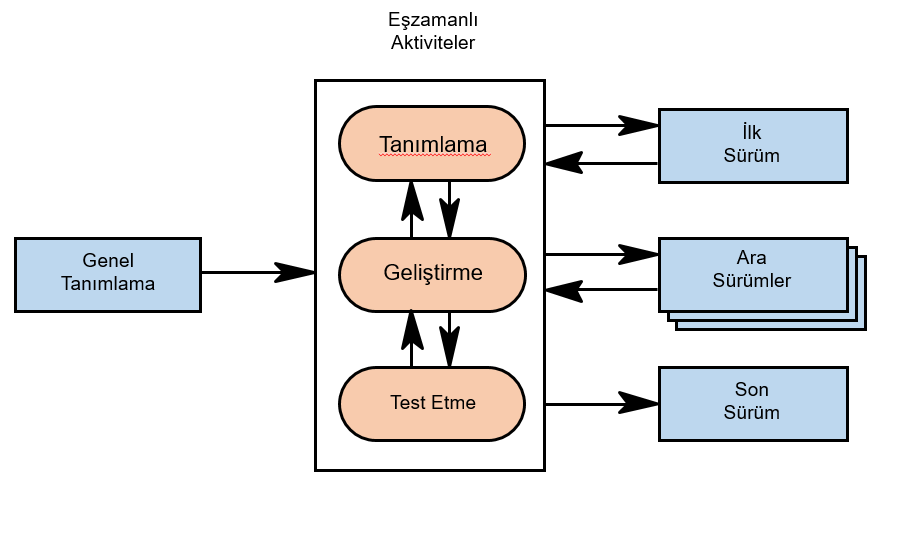 Eşzamanlı
Aktiviteler
Tanımlama
İlk
Sürüm
Genel
Tanımlama
Geliştirme
Ara
Sürümler
Test Etme
Son
Sürüm